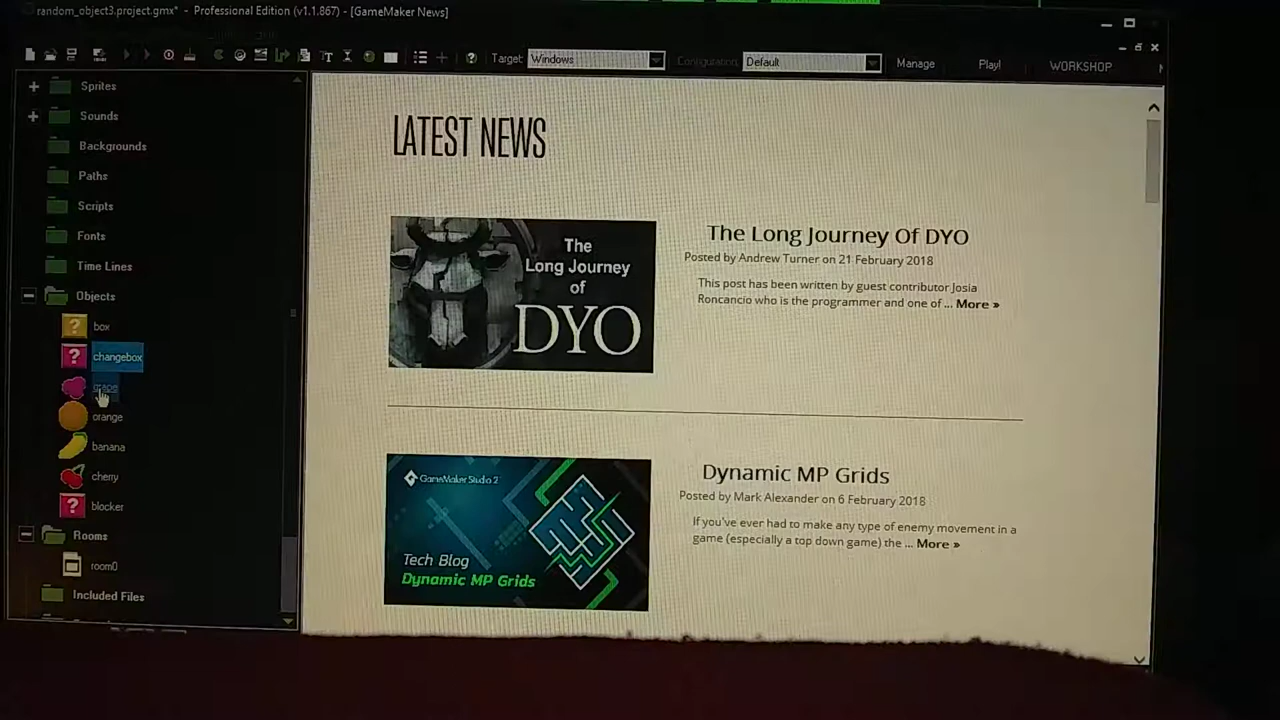 random_object3.project.gmx* - Professional Edition (v1.1.867) - [GameMaker News]
Target: Windows Configuration: Default Manage Play! WORKSHOP
Sprites
Sounds
Backgrounds
Paths
Scripts
Fonts
Time Lines
Objects
box
changebox
grape
orange
banana
cherry
blocker
Rooms
room0
Included Files
LATEST NEWS
The
Long Journey
of
DYO
The Long Journey Of DYO
Posted by Andrew Turner on 21 February 2018
This post has been written by guest contributor Josia
Roncancio who is the programmer and one of ... More »
GameMaker Studio 2
Tech Blog
Dynamic MP Grids
Dynamic MP Grids
Posted by Mark Alexander on 6 February 2018
If you've ever had to make any type of enemy movement in a
game (especially a top down game) the ... More »